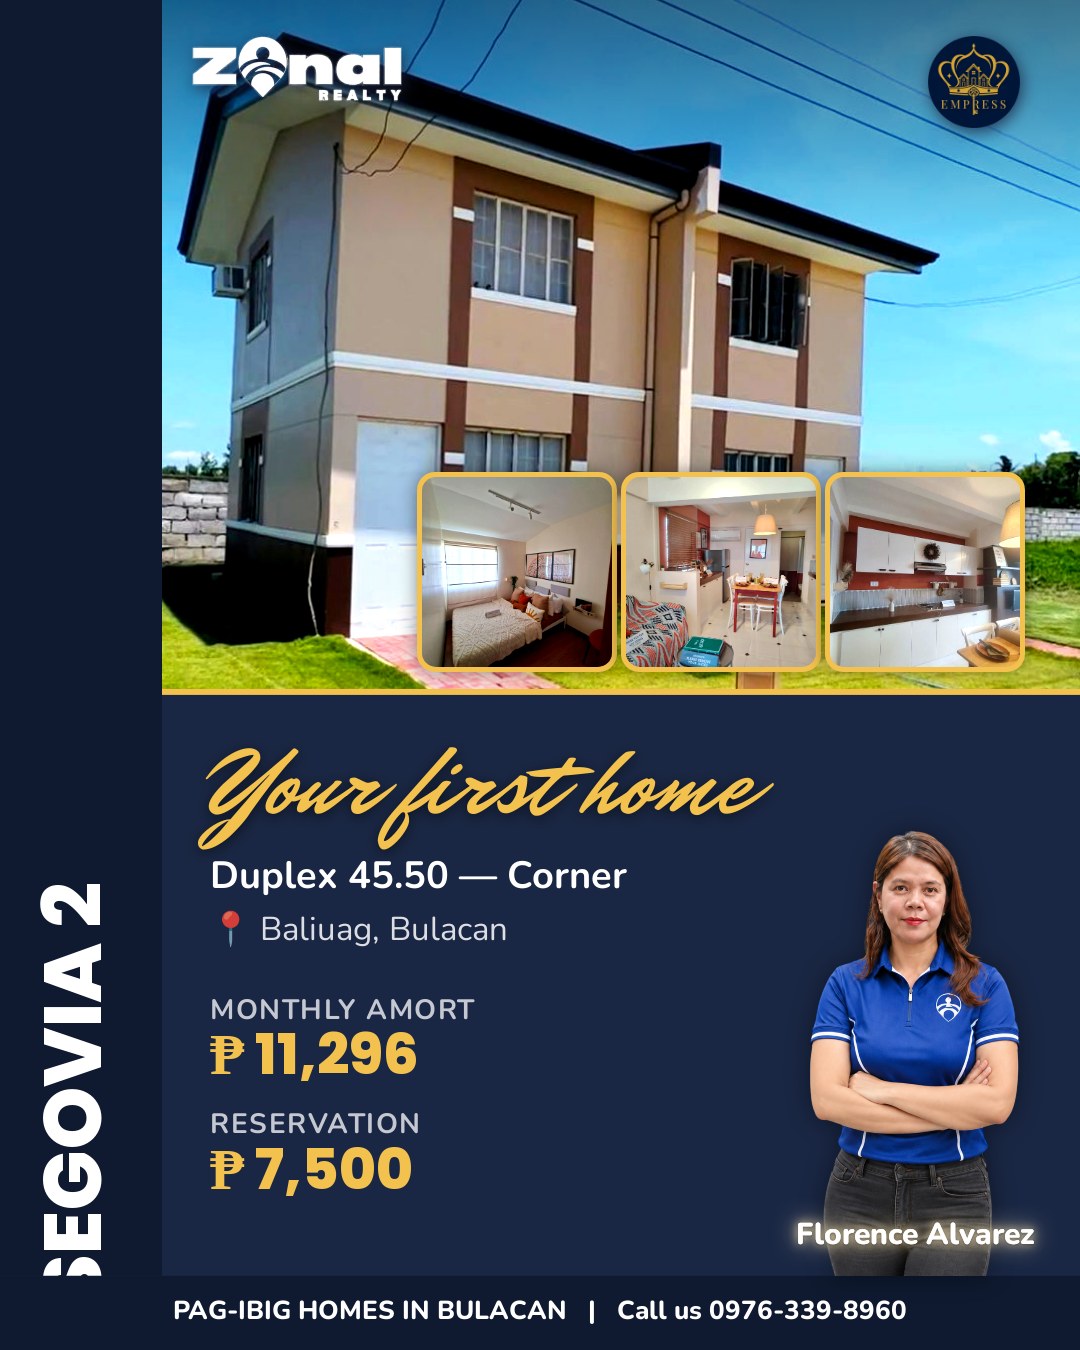 Zonal
REALTY
EMPRESS
Your first home
Duplex 45.50 — Corner
📍 Baliuag, Bulacan
MONTHLY AMORT
₱ 11,296
RESERVATION
₱ 7,500
SEGOVIA 2
Florence Alvarez
PAG-IBIG HOMES IN BULACAN | Call us 0976-339-8960